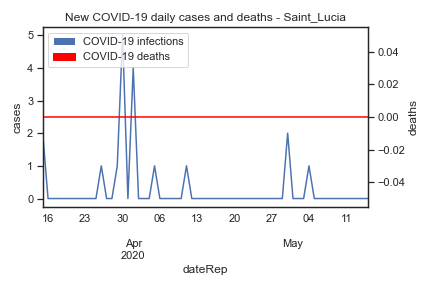 New COVID-19 daily cases and deaths - Saint_Lucia
COVID-19 infections
COVID-19 deaths
5
4
3
2
1
0
cases
0.04
0.02
0.00
−0.02
−0.04
deaths
16 23 30 06 13 20 27 04 11
Apr May
2020
dateRep